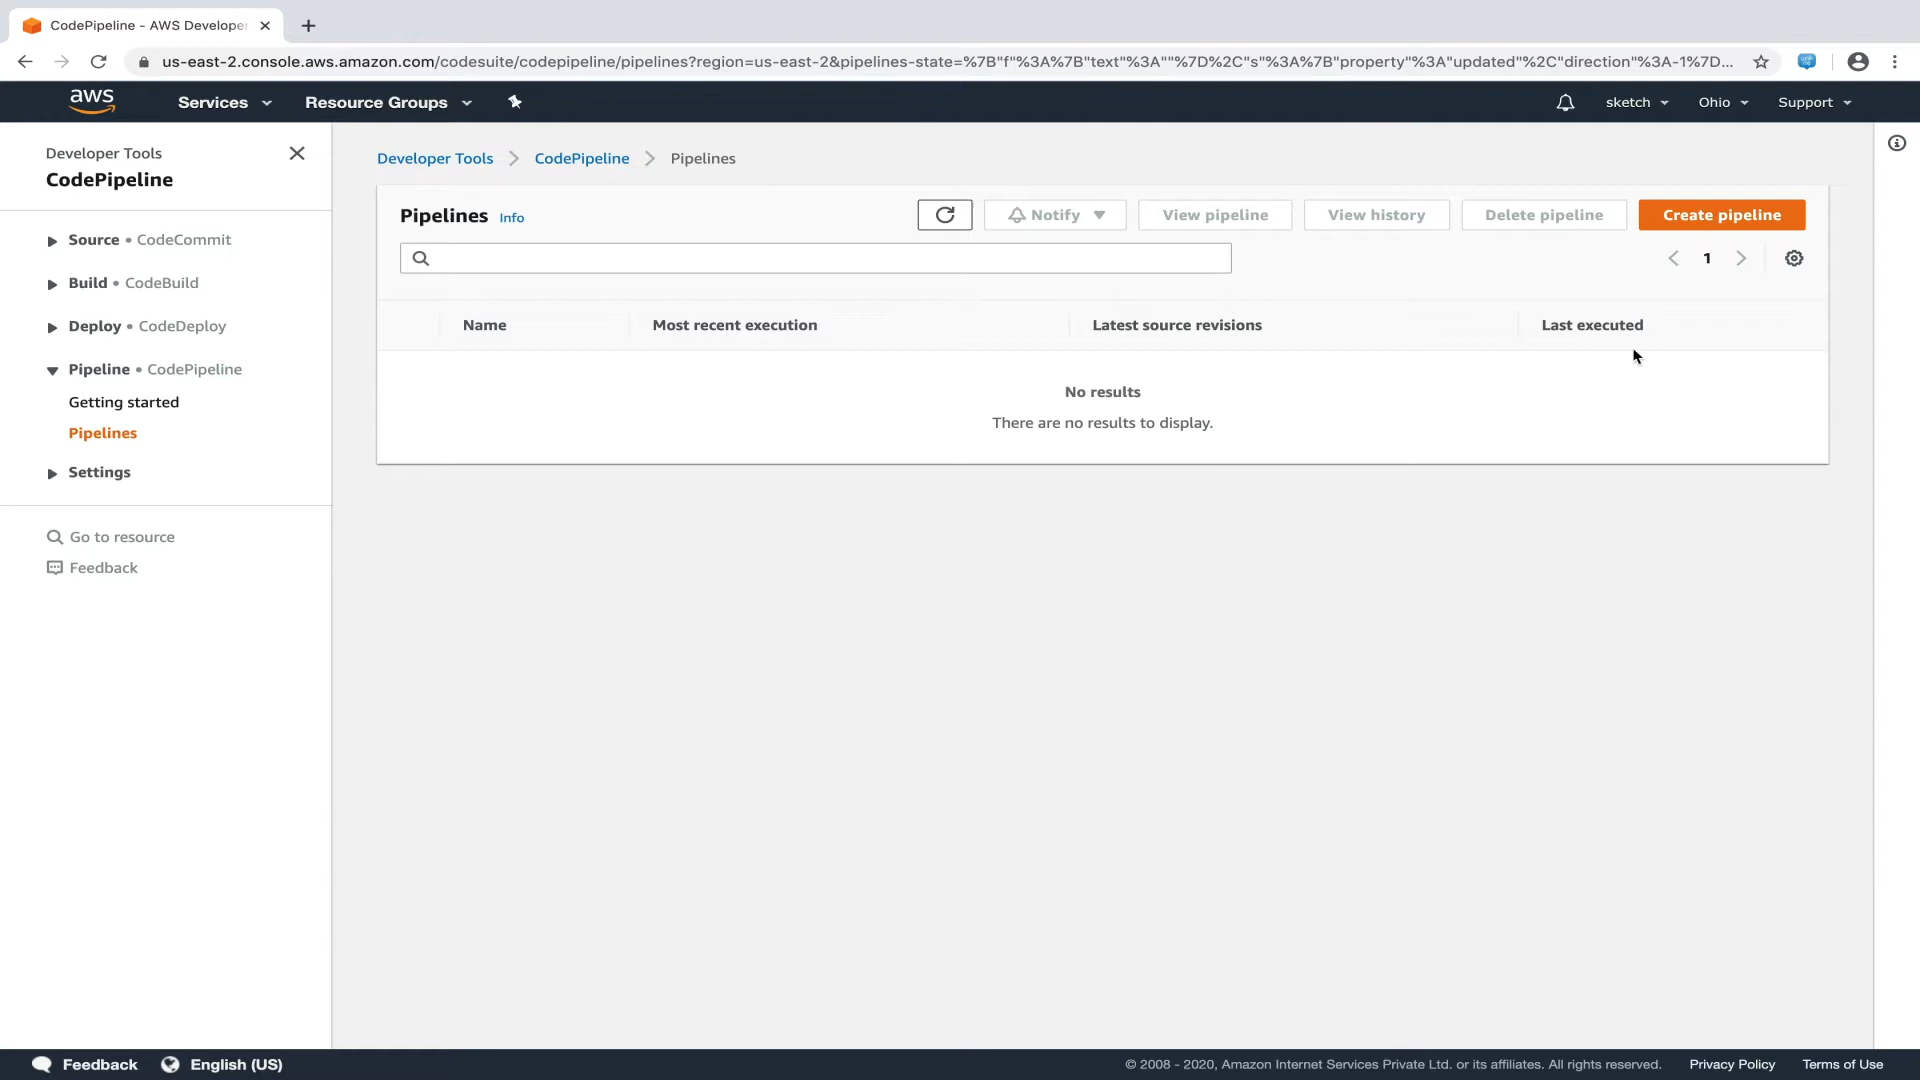 CodePipeline - AWS Develope
us-east-2.console.aws.amazon.com/codesuite/codepipeline/pipelines?region=us-east-2&pipelines-state=%7B"f"%3A%7B"text"%3A""%7D%2C"s"%3A%7B"property"%3A"updated"%2C"direction"%3A-1%7D...
aws Services Resource Groups sketch Ohio Support
Developer Tools
CodePipeline
Source • CodeCommit
Build • CodeBuild
Deploy • CodeDeploy
Pipeline • CodePipeline
Getting started
Pipelines
Settings
Go to resource
Feedback
Developer Tools > CodePipeline > Pipelines
Pipelines Info Notify View pipeline View history Delete pipeline Create pipeline
1
Name Most recent execution Latest source revisions Last executed
No results
There are no results to display.
Feedback English (US) © 2008 - 2020, Amazon Internet Services Private Ltd. or its affiliates. All rights reserved. Privacy Policy Terms of Use